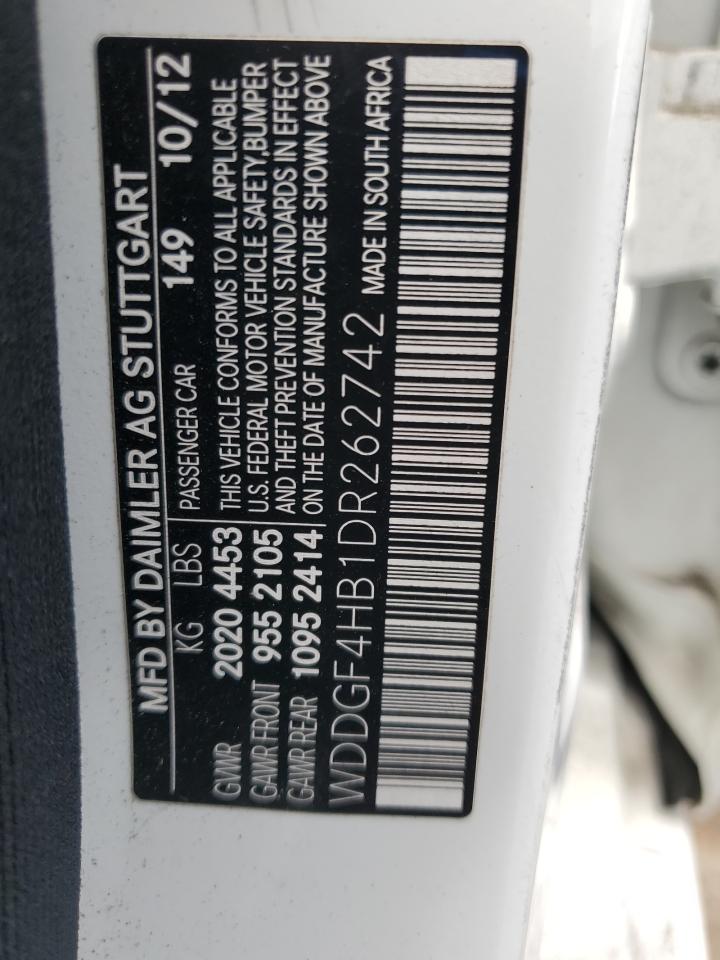 MFD BY DAIMLER AG STUTTGART
KG LBS PASSENGER CAR 149 10/12
GVWR 2020 4453 THIS VEHICLE CONFORMS TO ALL APPLICABLE
GAWR FRONT 955 2105 U.S. FEDERAL MOTOR VEHICLE SAFETY,BUMPER
GAWR REAR 1095 2414 AND THEFT PREVENTION STANDARDS IN EFFECT
ON THE DATE OF MANUFACTURE SHOWN ABOVE
WDDGF4HB1DR262742 MADE IN SOUTH AFRICA